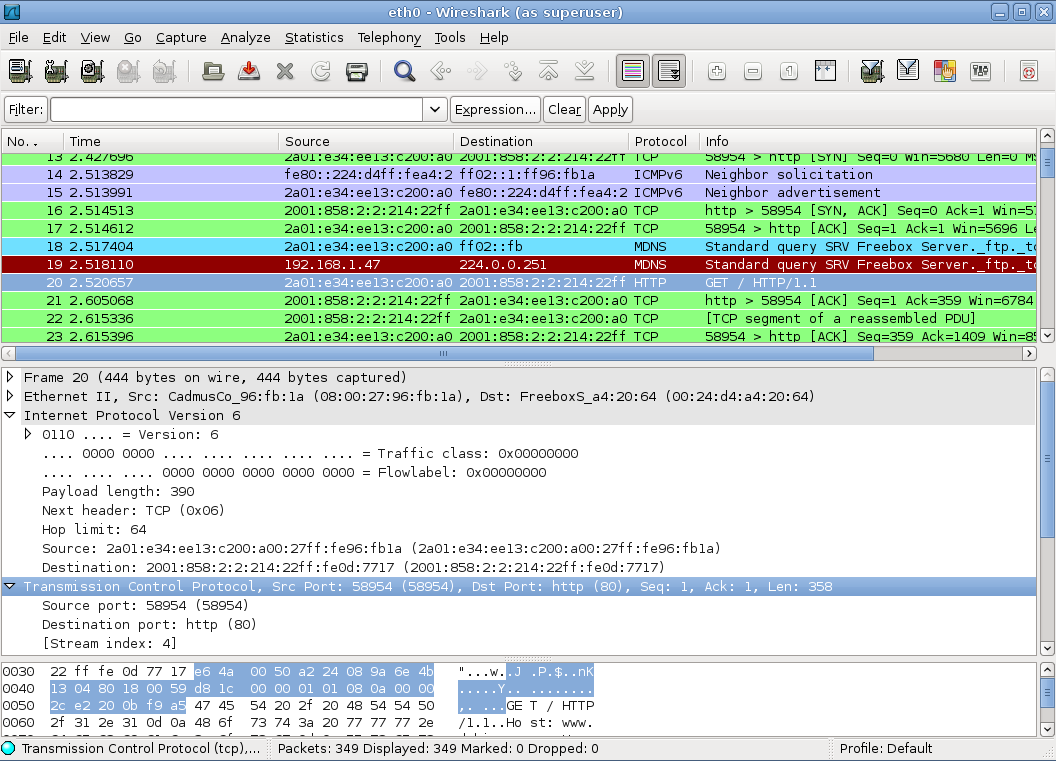 eth0 - Wireshark (as superuser)
File Edit View Go Capture Analyze Statistics Telephony Tools Help
Filter: Expression... Clear Apply
No. . Time Source Destination Protocol Info
13 2.427696 2a01:e34:ee13:c200:a0 2001:858:2:2:214:22ff TCP 58954 > http [SYN] Seq=0 Win=5680 Len=0 MS
14 2.513829 fe80::224:d4ff:fea4:2 ff02::1:ff96:fb1a ICMPv6 Neighbor solicitation
15 2.513991 2a01:e34:ee13:c200:a0 fe80::224:d4ff:fea4:2 ICMPv6 Neighbor advertisement
16 2.514513 2001:858:2:2:214:22ff 2a01:e34:ee13:c200:a0 TCP http > 58954 [SYN, ACK] Seq=0 Ack=1 Win=57
17 2.514612 2a01:e34:ee13:c200:a0 2001:858:2:2:214:22ff TCP 58954 > http [ACK] Seq=1 Ack=1 Win=5696 Le
18 2.517404 2a01:e34:ee13:c200:a0 ff02::fb MDNS Standard query SRV Freebox Server._ftp._tc
19 2.518110 192.168.1.47 224.0.0.251 MDNS Standard query SRV Freebox Server._ftp._tc
20 2.520657 2a01:e34:ee13:c200:a0 2001:858:2:2:214:22ff HTTP GET / HTTP/1.1
21 2.605068 2001:858:2:2:214:22ff 2a01:e34:ee13:c200:a0 TCP http > 58954 [ACK] Seq=1 Ack=359 Win=6784
22 2.615336 2001:858:2:2:214:22ff 2a01:e34:ee13:c200:a0 TCP [TCP segment of a reassembled PDU]
23 2.615396 2a01:e34:ee13:c200:a0 2001:858:2:2:214:22ff TCP 58954 > http [ACK] Seq=359 Ack=1409 Win=85
Frame 20 (444 bytes on wire, 444 bytes captured)
Ethernet II, Src: CadmusCo_96:fb:1a (08:00:27:96:fb:1a), Dst: FreeboxS_a4:20:64 (00:24:d4:a4:20:64)
Internet Protocol Version 6
0110 .... = Version: 6
.... 0000 0000 .... .... .... .... .... = Traffic class: 0x00000000
.... .... .... 0000 0000 0000 0000 0000 = Flowlabel: 0x00000000
Payload length: 390
Next header: TCP (0x06)
Hop limit: 64
Source: 2a01:e34:ee13:c200:a00:27ff:fe96:fb1a (2a01:e34:ee13:c200:a00:27ff:fe96:fb1a)
Destination: 2001:858:2:2:214:22ff:fe0d:7717 (2001:858:2:2:214:22ff:fe0d:7717)
Transmission Control Protocol, Src Port: 58954 (58954), Dst Port: http (80), Seq: 1, Ack: 1, Len: 358
Source port: 58954 (58954)
Destination port: http (80)
[Stream index: 4]
0030 22 ff fe 0d 77 17 e6 4a 00 50 a2 24 08 9a 6e 4b "...w..J .P.$..nK
0040 13 04 80 18 00 59 d8 1c 00 00 01 01 08 0a 00 00 .....Y.. ........
0050 2c e2 20 0b f9 a5 47 45 54 20 2f 20 48 54 54 50 ,. ...GE T / HTTP
0060 2f 31 2e 31 0d 0a 48 6f 73 74 3a 20 77 77 77 2e /1.1..Ho st: www.
Transmission Control Protocol (tcp),... Packets: 349 Displayed: 349 Marked: 0 Dropped: 0 Profile: Default